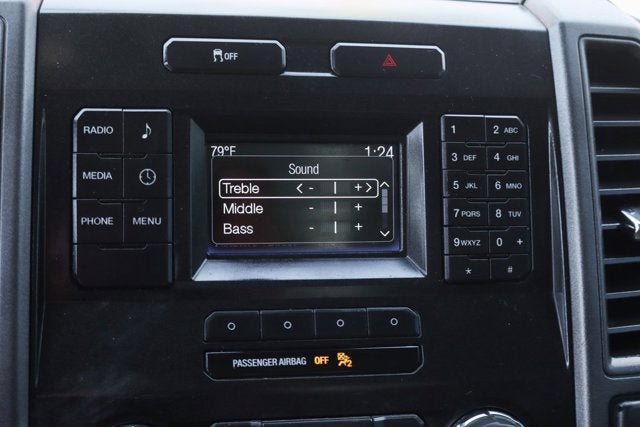 OFF
RADIO
MEDIA
PHONE MENU
79°F 1:24
Sound
Treble < - | + >
Middle - | +
Bass - | +
1 2 ABC
3 DEF 4 GHI
5 JKL 6 MNO
7 PQRS 8 TUV
9 WXYZ 0 +
* #
PASSENGER AIRBAG OFF 2